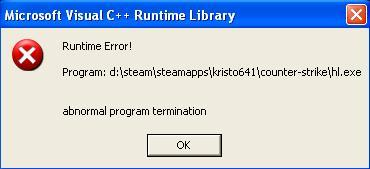 Microsoft Visual C++ Runtime Library
Runtime Error!
Program: d:\steam\steamapps\kristo641\counter-strike\hl.exe
abnormal program termination
OK